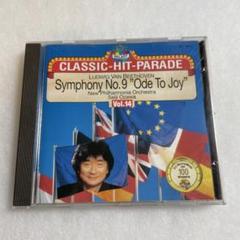 CLASSIC-HIT-PARADE
LUDWIG VAN BEETHOVEN
Symphony No. 9 "Ode To Joy"
New Philharmonia Orchestra
Seiji Ozawa
Vol.14
100